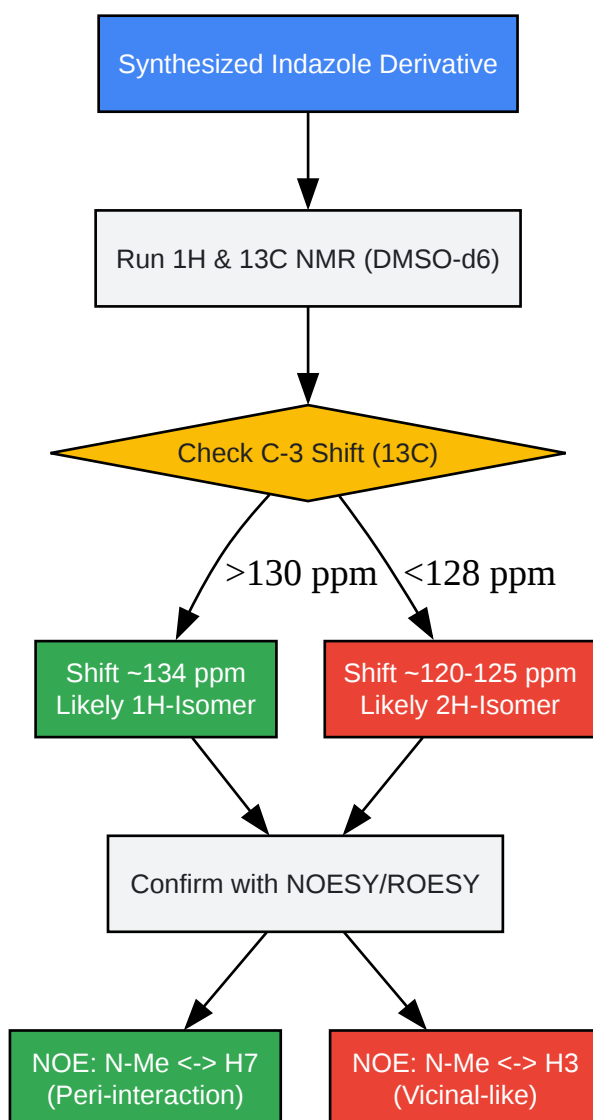 Synthesized Indazole Derivative
Run 1H & 13C NMR (DMSO-d6)
Check C-3 Shift (13C)
>130 ppm
<128 ppm
Shift ~134 ppm
Likely 1H-Isomer
Shift ~120-125 ppm
Likely 2H-Isomer
Confirm with NOESY/ROESY
NOE: N-Me <-> H7
(Peri-interaction)
NOE: N-Me <-> H3
(Vicinal-like)